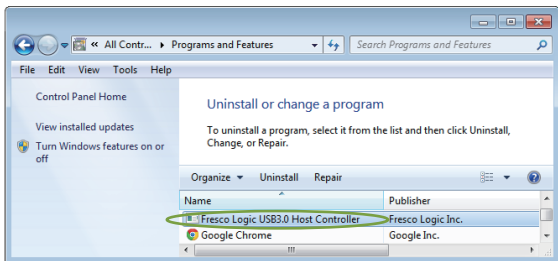 « All Contr... ▸ Programs and Features
Search Programs and Features
File Edit View Tools Help
Control Panel Home
View installed updates
Turn Windows features on or
off
Uninstall or change a program
To uninstall a program, select it from the list and then click Uninstall,
Change, or Repair.
Organize Uninstall Repair
Name Publisher
Fresco Logic USB3.0 Host Controller Fresco Logic Inc.
Google Chrome Google Inc.